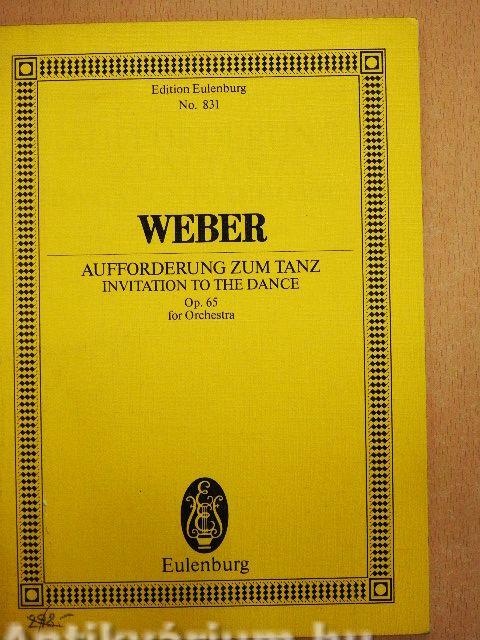 Edition Eulenburg
No. 831
WEBER
AUFFORDERUNG ZUM TANZ
INVITATION TO THE DANCE
Op. 65
for Orchestra
Eulenburg